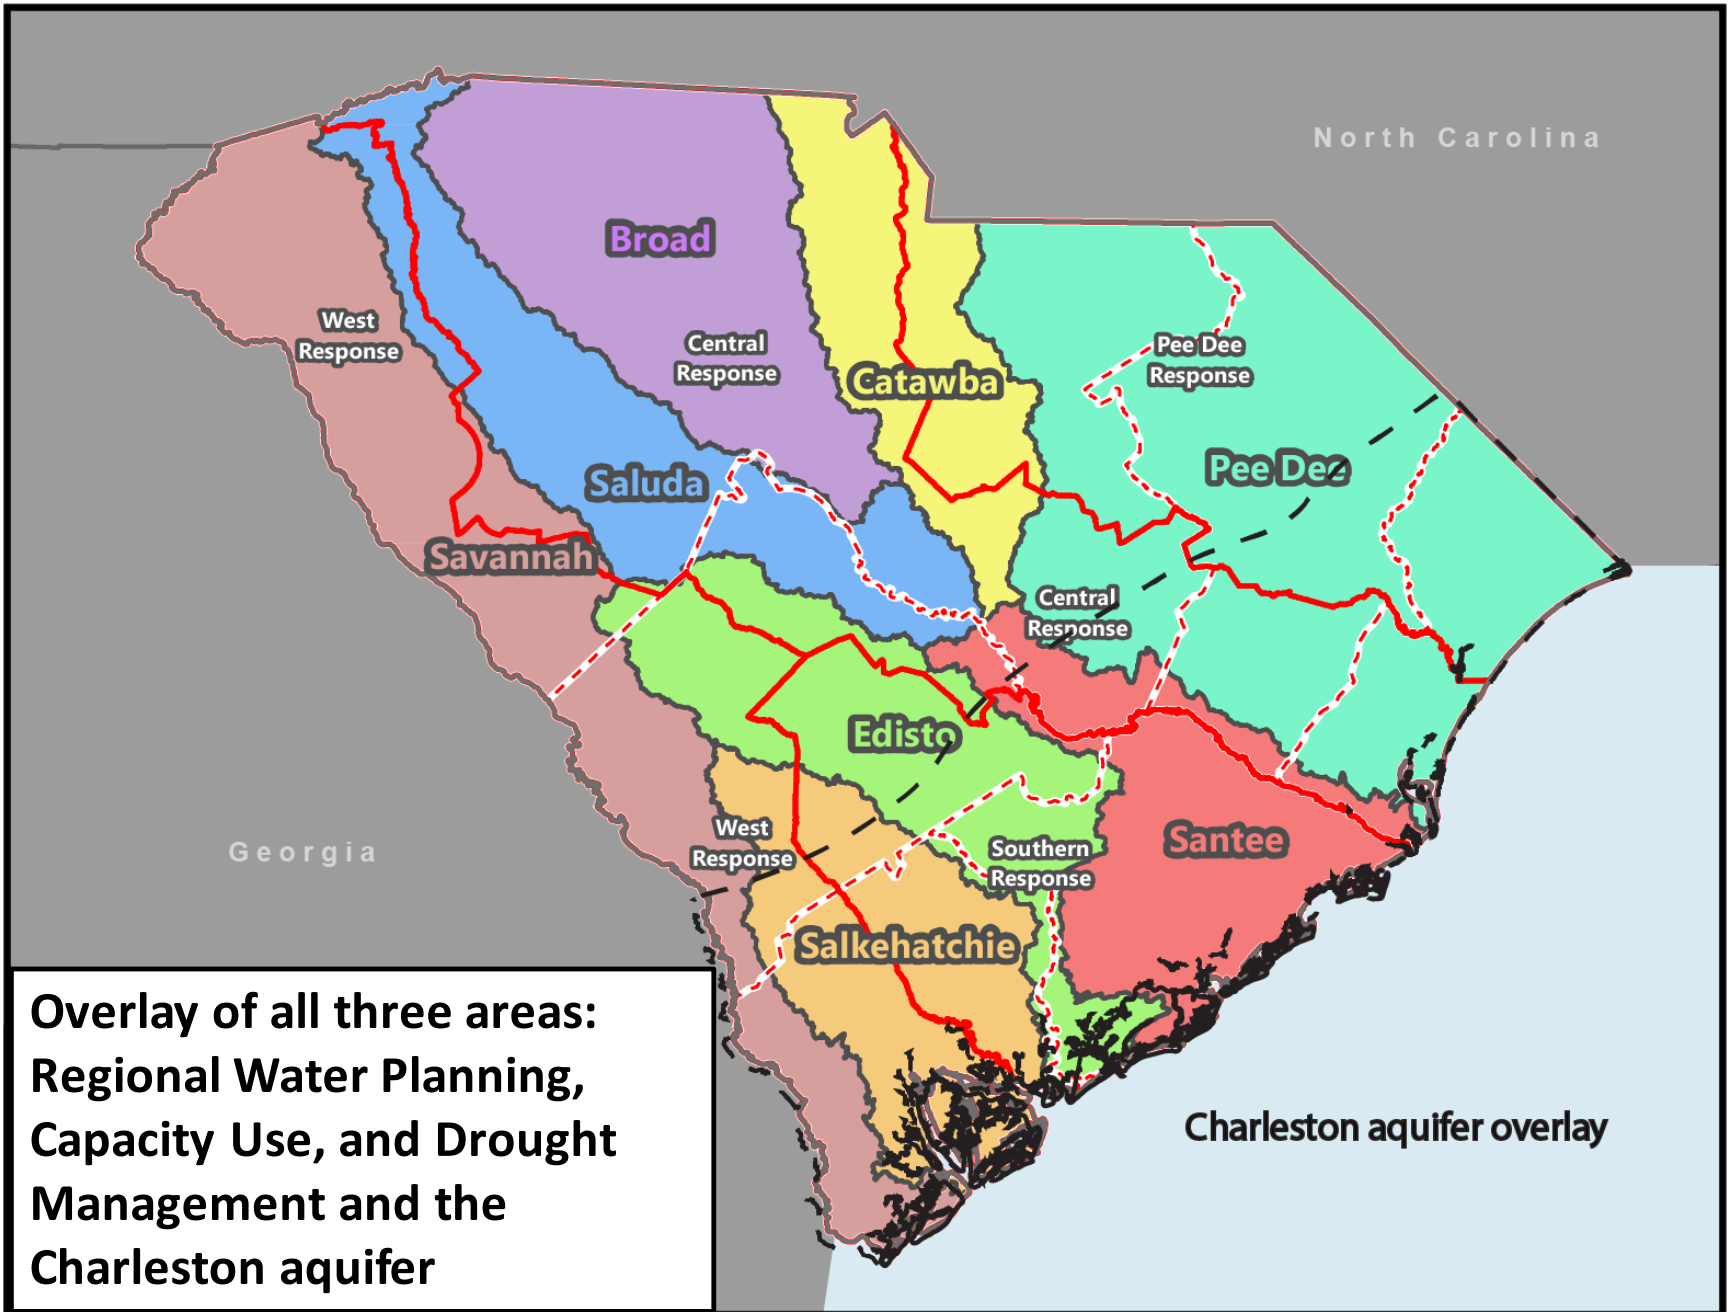 North Carolina
Broad
West
Response
Central
Response
Pee Dee
Response
Catawba
Pee Dee
Saluda
Savannah
Central
Response
Edisto
West
Response
Southern
Response
Santee
Georgia
Salkehatchie
Overlay of all three areas:
Regional Water Planning,
Capacity Use, and Drought
Management and the
Charleston aquifer
Charleston aquifer overlay